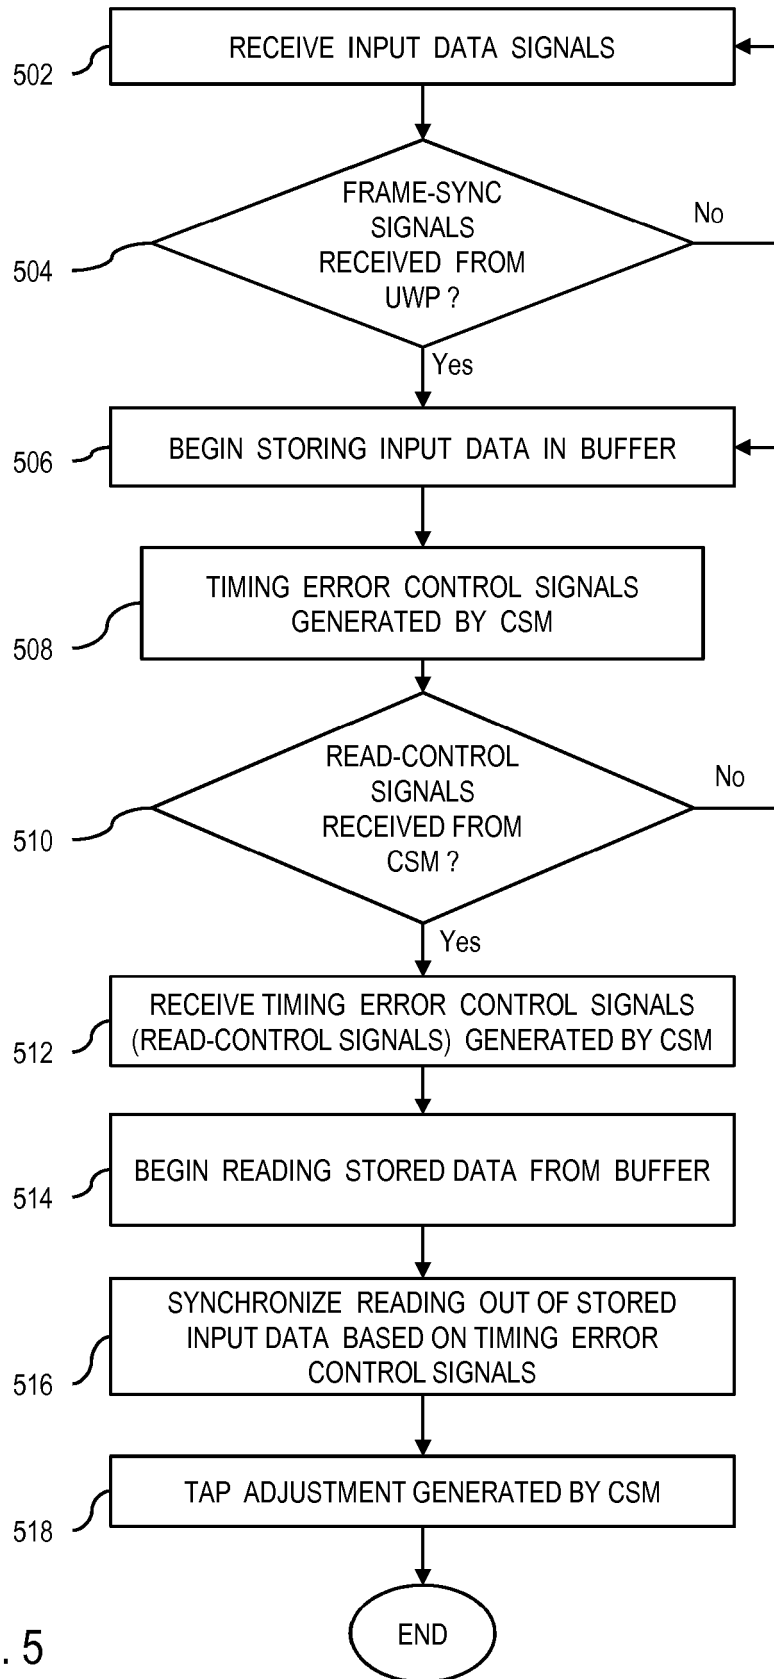 RECEIVE INPUT DATA SIGNALS
502
FRAME-SYNC
SIGNALS
RECEIVED FROM
UWP ?
No
504
Yes
BEGIN STORING INPUT DATA IN BUFFER
506
TIMING ERROR CONTROL SIGNALS
GENERATED BY CSM
508
READ-CONTROL
SIGNALS
RECEIVED FROM
CSM ?
No
510
Yes
RECEIVE TIMING ERROR CONTROL SIGNALS
(READ-CONTROL SIGNALS) GENERATED BY CSM
512
BEGIN READING STORED DATA FROM BUFFER
514
SYNCHRONIZE READING OUT OF STORED
INPUT DATA BASED ON TIMING ERROR
CONTROL SIGNALS
516
TAP ADJUSTMENT GENERATED BY CSM
518
END
. 5